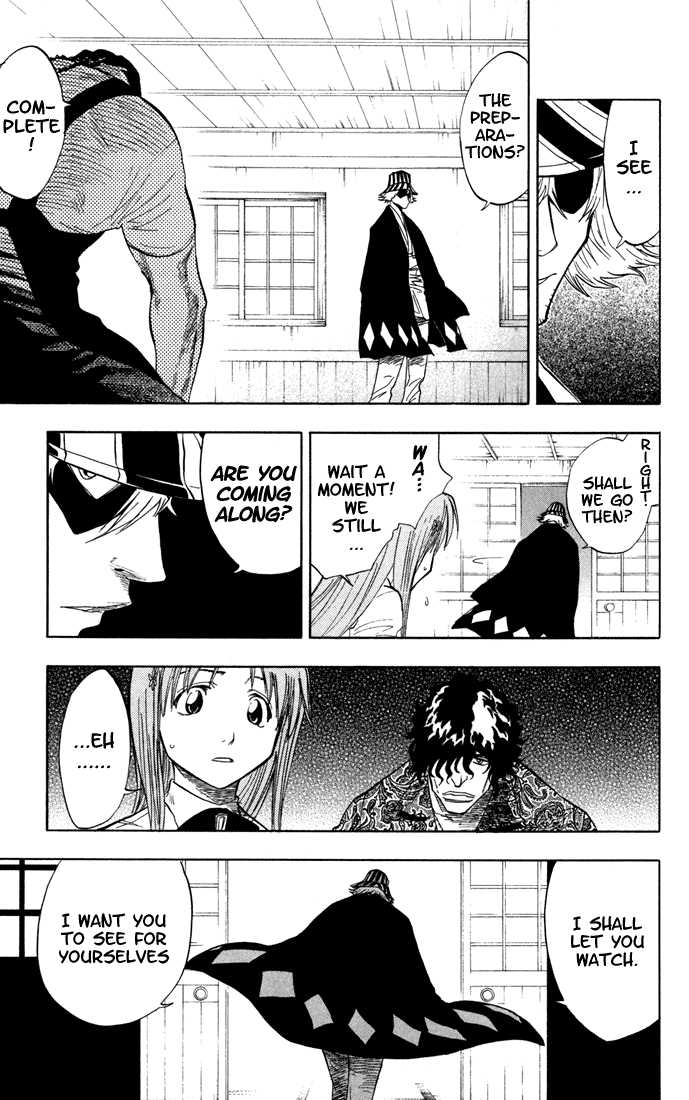 I
SEE
...
THE
PREP-
ARA-
TIONS?
COM-
PLETE
!
RIGHT!
SHALL
WE GO
THEN?
WA...
WAIT A
MOMENT!
WE
STILL
...
ARE YOU
COMING
ALONG?
...EH
......
I SHALL
LET YOU
WATCH.
I WANT YOU
TO SEE FOR
YOURSELVES